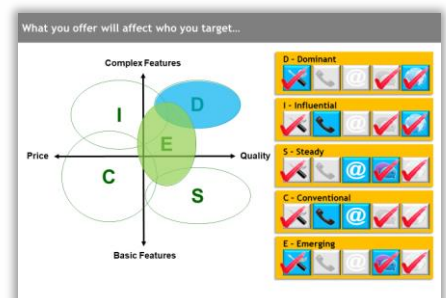 What you offer will affect who you target...
Complex Features
I
D
E
Price
Quality
C
S
Basic Features
D - Dominant
@
I - Influential
@
S - Steady
@
C - Conventional
@
E - Emerging
@